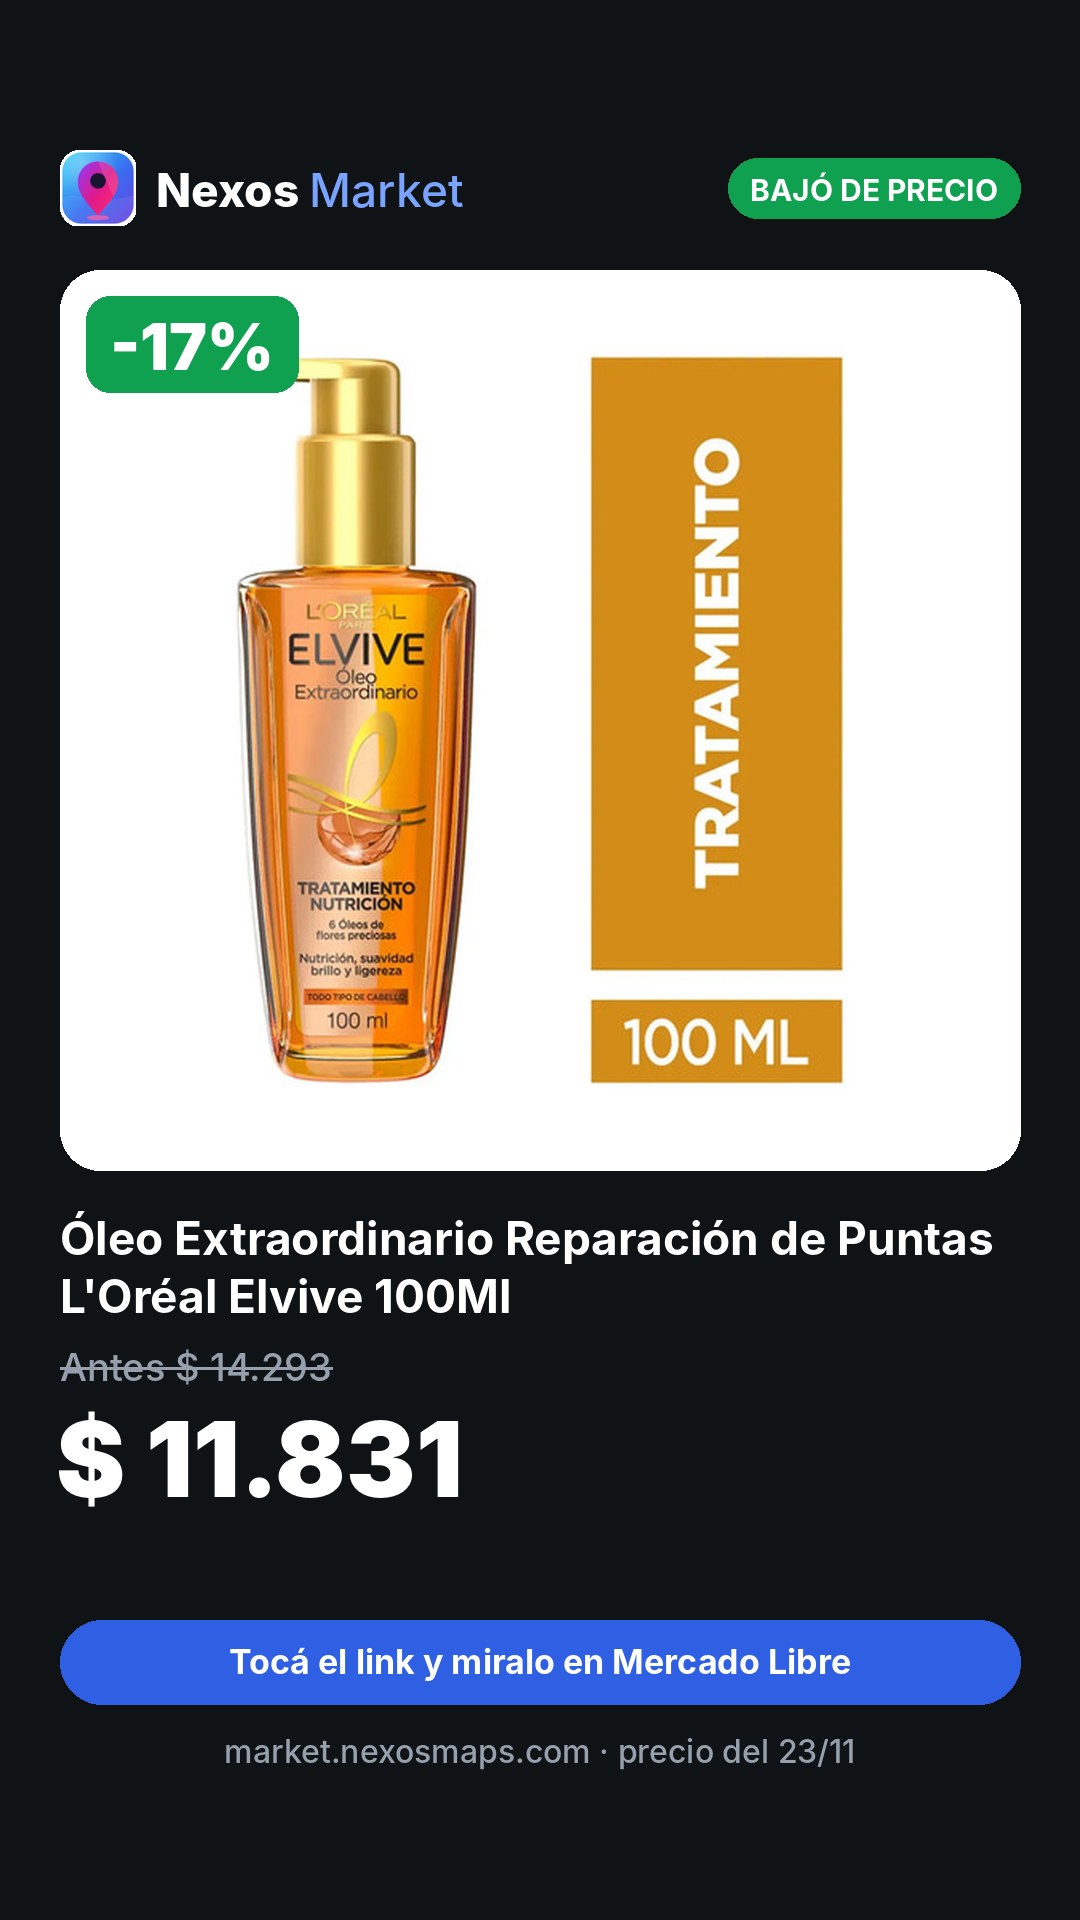 Nexos Market
BAJÓ DE PRECIO
-17%
L'ORÉAL
PARIS
ELVIVE
Óleo
Extraordinario
TRATAMIENTO
NUTRICIÓN
6 Óleos de
flores preciosas
Nutrición, suavidad
brillo y ligereza
TODO TIPO DE CABELLO
100 ml
TRATAMIENTO
100 ML
Óleo Extraordinario Reparación de Puntas
L'Oréal Elvive 100Ml
Antes $ 14.293
$ 11.831
Tocá el link y miralo en Mercado Libre
market.nexosmaps.com · precio del 23/11